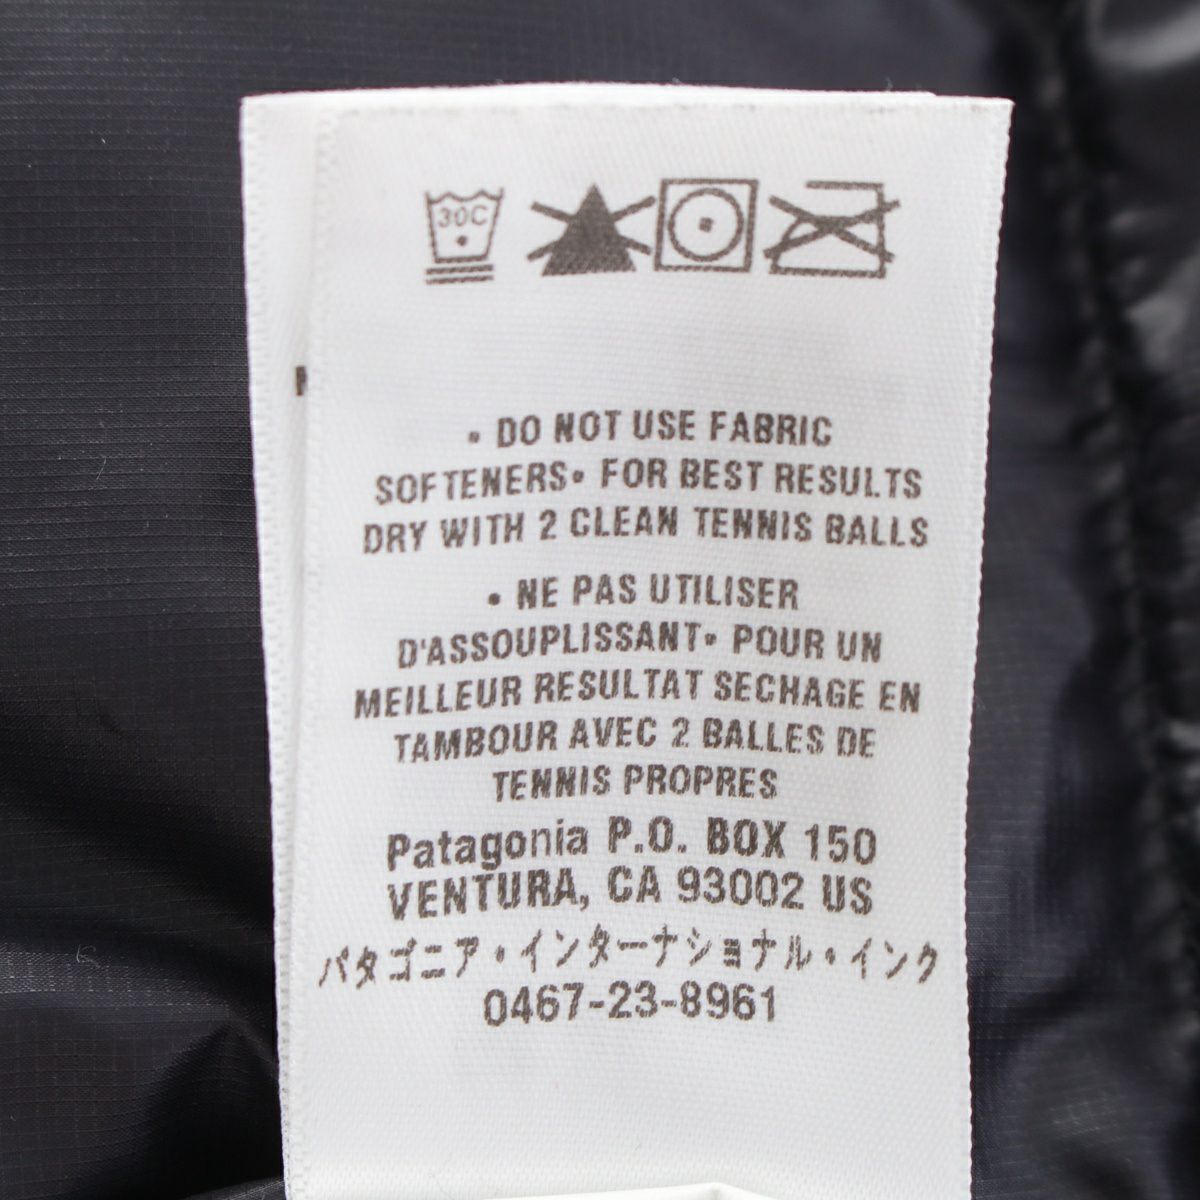 30C
• DO NOT USE FABRIC
SOFTENERS• FOR BEST RESULTS
DRY WITH 2 CLEAN TENNIS BALLS
• NE PAS UTILISER
D'ASSOUPLISSANT• POUR UN
MEILLEUR RESULTAT SECHAGE EN
TAMBOUR AVEC 2 BALLES DE
TENNIS PROPRES
Patagonia P.O. BOX 150
VENTURA, CA 93002 US
パタゴニア・インターナショナル・インク
0467-23-8961